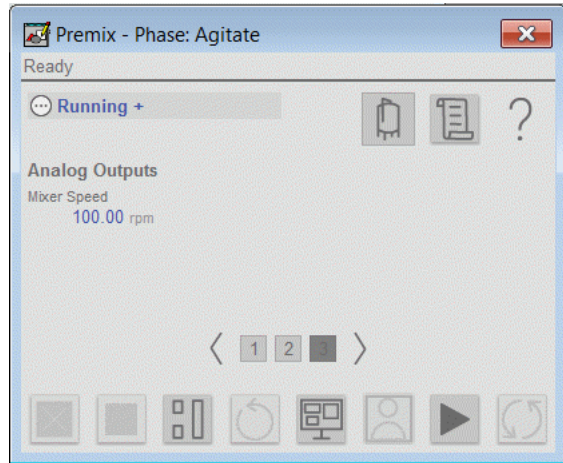 Premix - Phase: Agitate
Ready
Running +
?
Analog Outputs
Mixer Speed
100.00 rpm
1 2 3